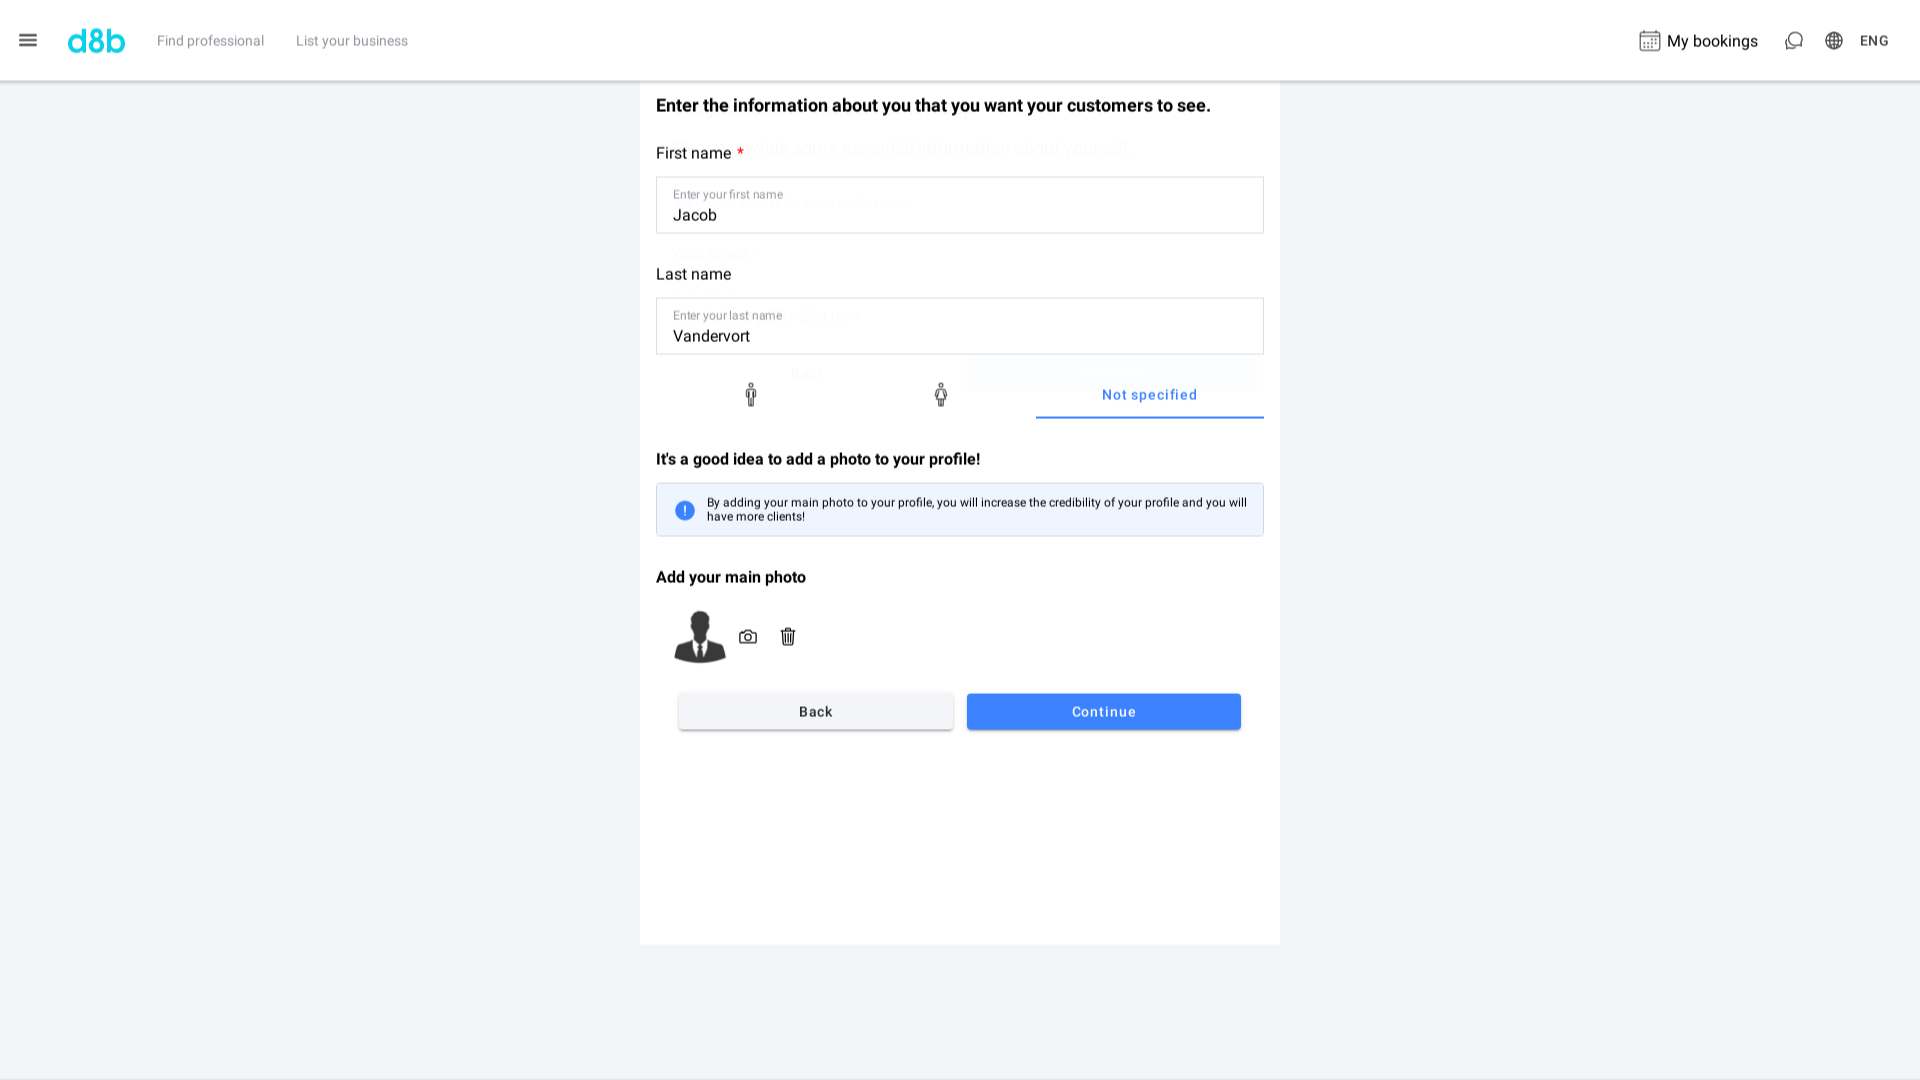 d8b
Find professional
List your business
My bookings
ENG
Enter the information about you that you want your customers to see.
First name *
Enter your first name
Jacob
Last name
Enter your last name
Vandervort
Not specified
It's a good idea to add a photo to your profile!
! By adding your main photo to your profile, you will increase the credibility of your profile and you will
have more clients!
Add your main photo
Back
Continue